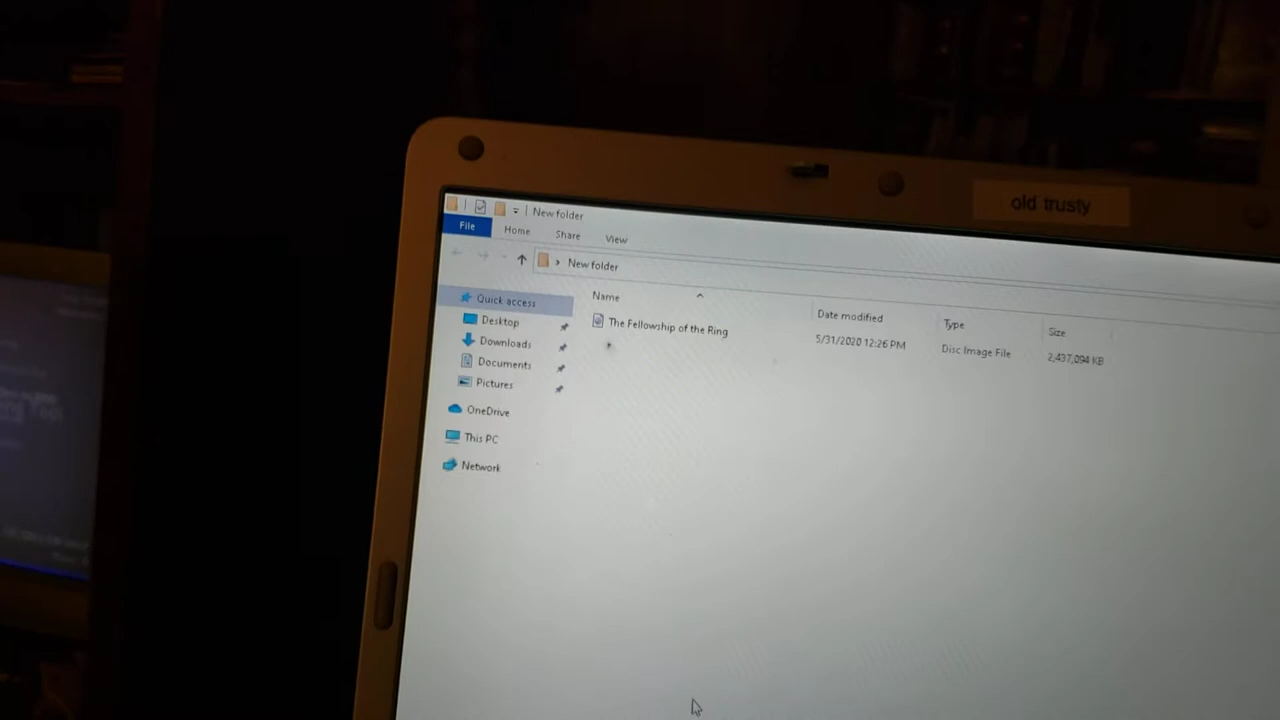 old trusty
New folder
File Home Share View
New folder
Name Date modified Type Size
The Fellowship of the Ring 5/31/2020 12:26 PM Disc Image File 2,437,094 KB
Quick access
Desktop
Downloads
Documents
Pictures
OneDrive
This PC
Network